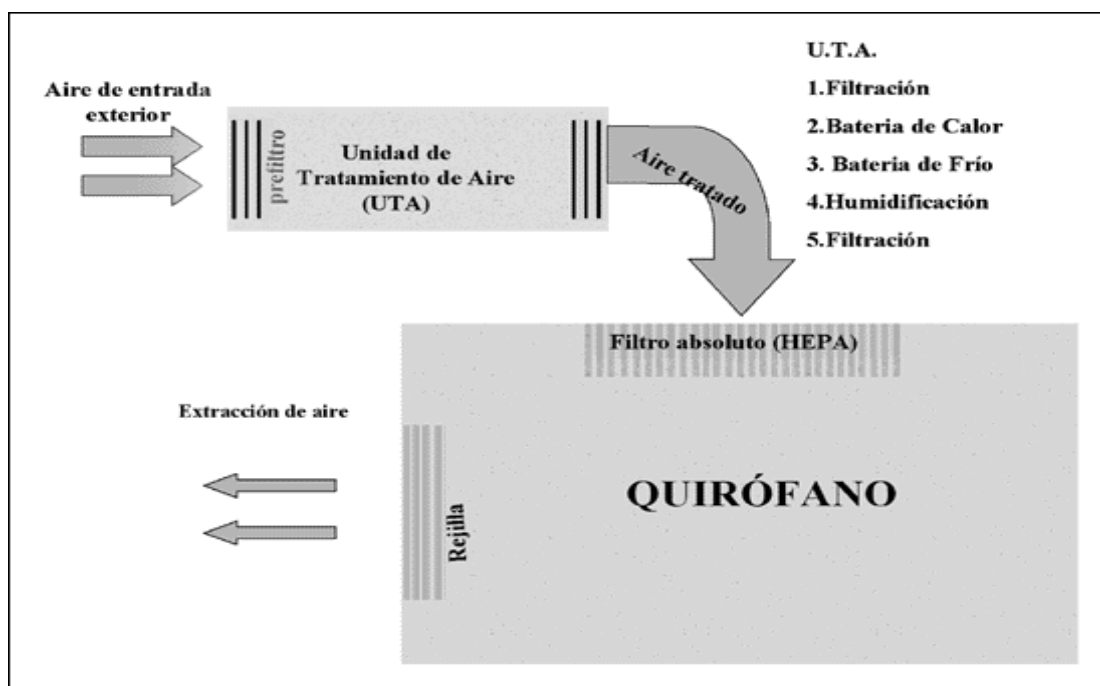 Aire de entrada
exterior
prefiltro
Unidad de
Tratamiento de Aire
(UTA)
Aire tratado
U.T.A.
1.Filtración
2.Bateria de Calor
3. Bateria de Frío
4.Humidificación
5.Filtración
Filtro absoluto (HEPA)
Extracción de aire
Rejilla
QUIRÓFANO